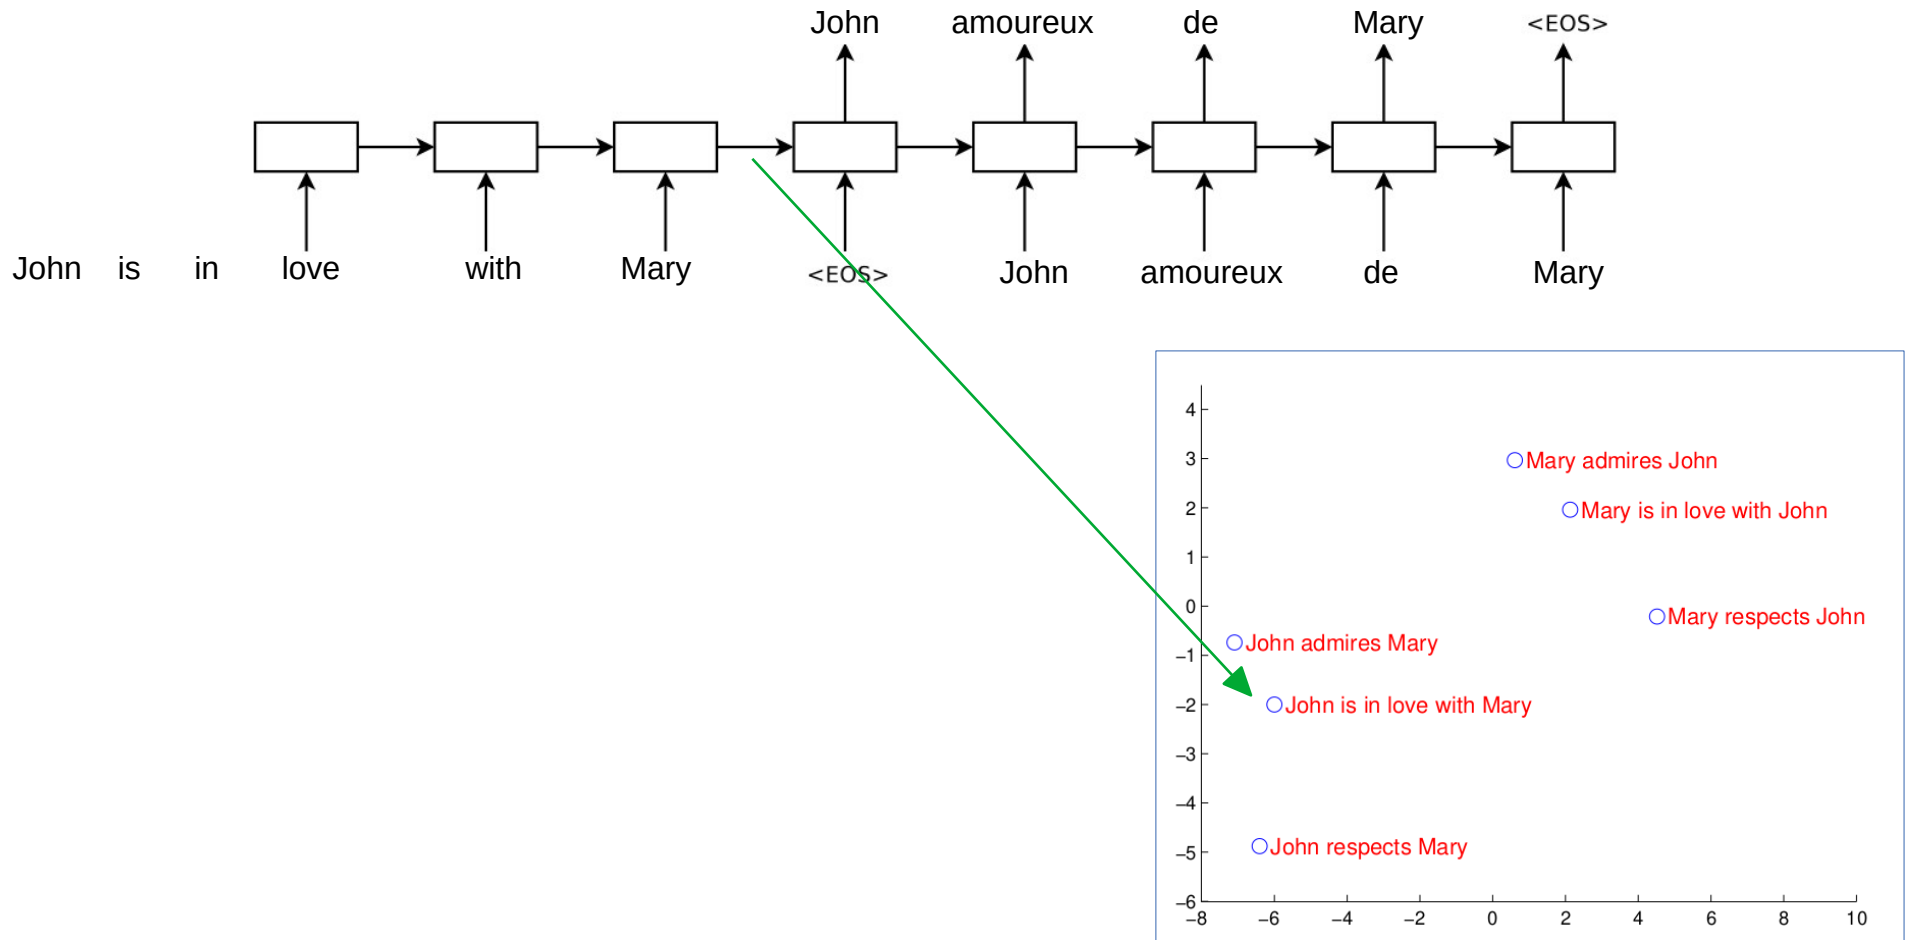 John amoureux de Mary <EOS>
John is in love with Mary <EOS> John amoureux de Mary
4
3
Mary admires John
2
Mary is in love with John
1
0
Mary respects John
John admires Mary
−1
−2
John is in love with Mary
−3
−4
John respects Mary
−5
−6
−8 −6 −4 −2 0 2 4 6 8 10